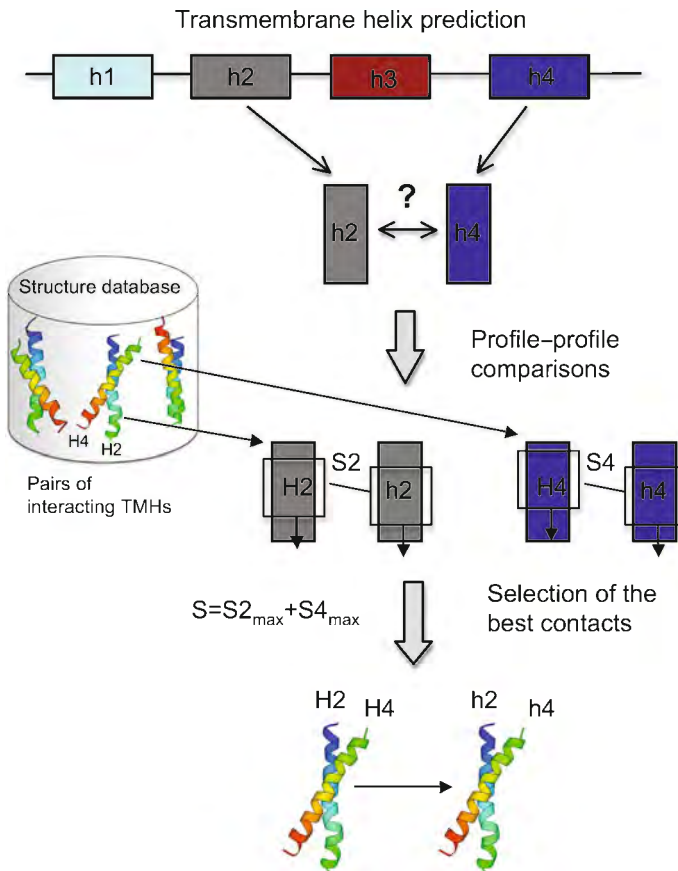 Transmembrane helix prediction
h1 h2 h3 h4
?
h2 h4
Structure database
Profile–profile
comparisons
H4
H2
Pairs of
interacting TMHs
H2 S2 h2 H4 S4 h4
S=S2max+S4max
Selection of the
best contacts
H2 H4 h2 h4